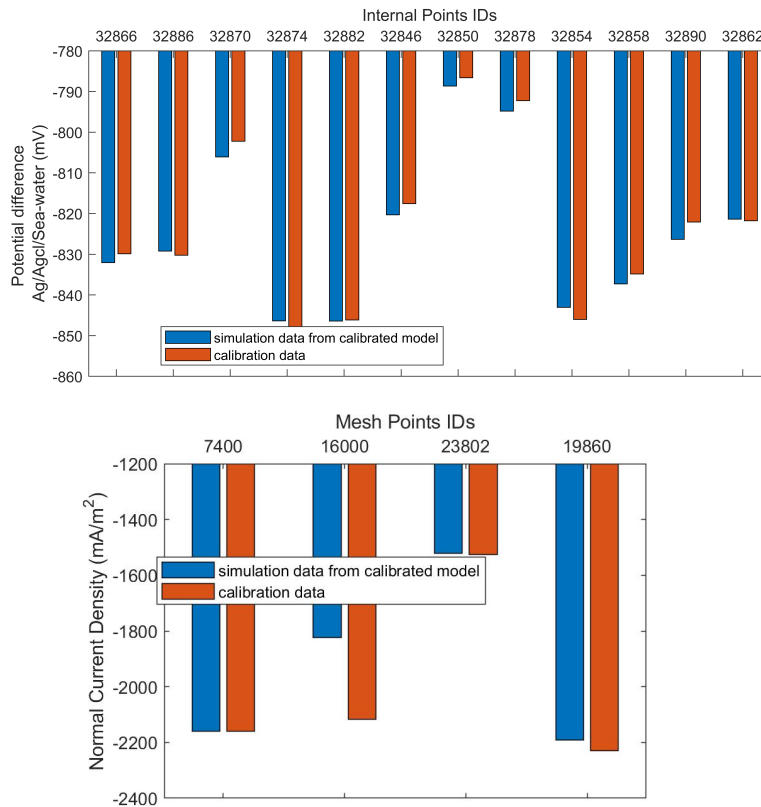 Internal Points IDs
32866 32886 32870 32874 32882 32846 32850 32878 32854 32858 32890 32862
-780
-790
-800
-810
-820
-830
-840
-850
-860
Potential difference
Ag/Agcl/Sea-water (mV)
simulation data from calibrated model
calibration data
Mesh Points IDs
7400 16000 23802 19860
-1200
-1400
-1600
-1800
-2000
-2200
-2400
Normal Current Density (mA/m²)
simulation data from calibrated model
calibration data